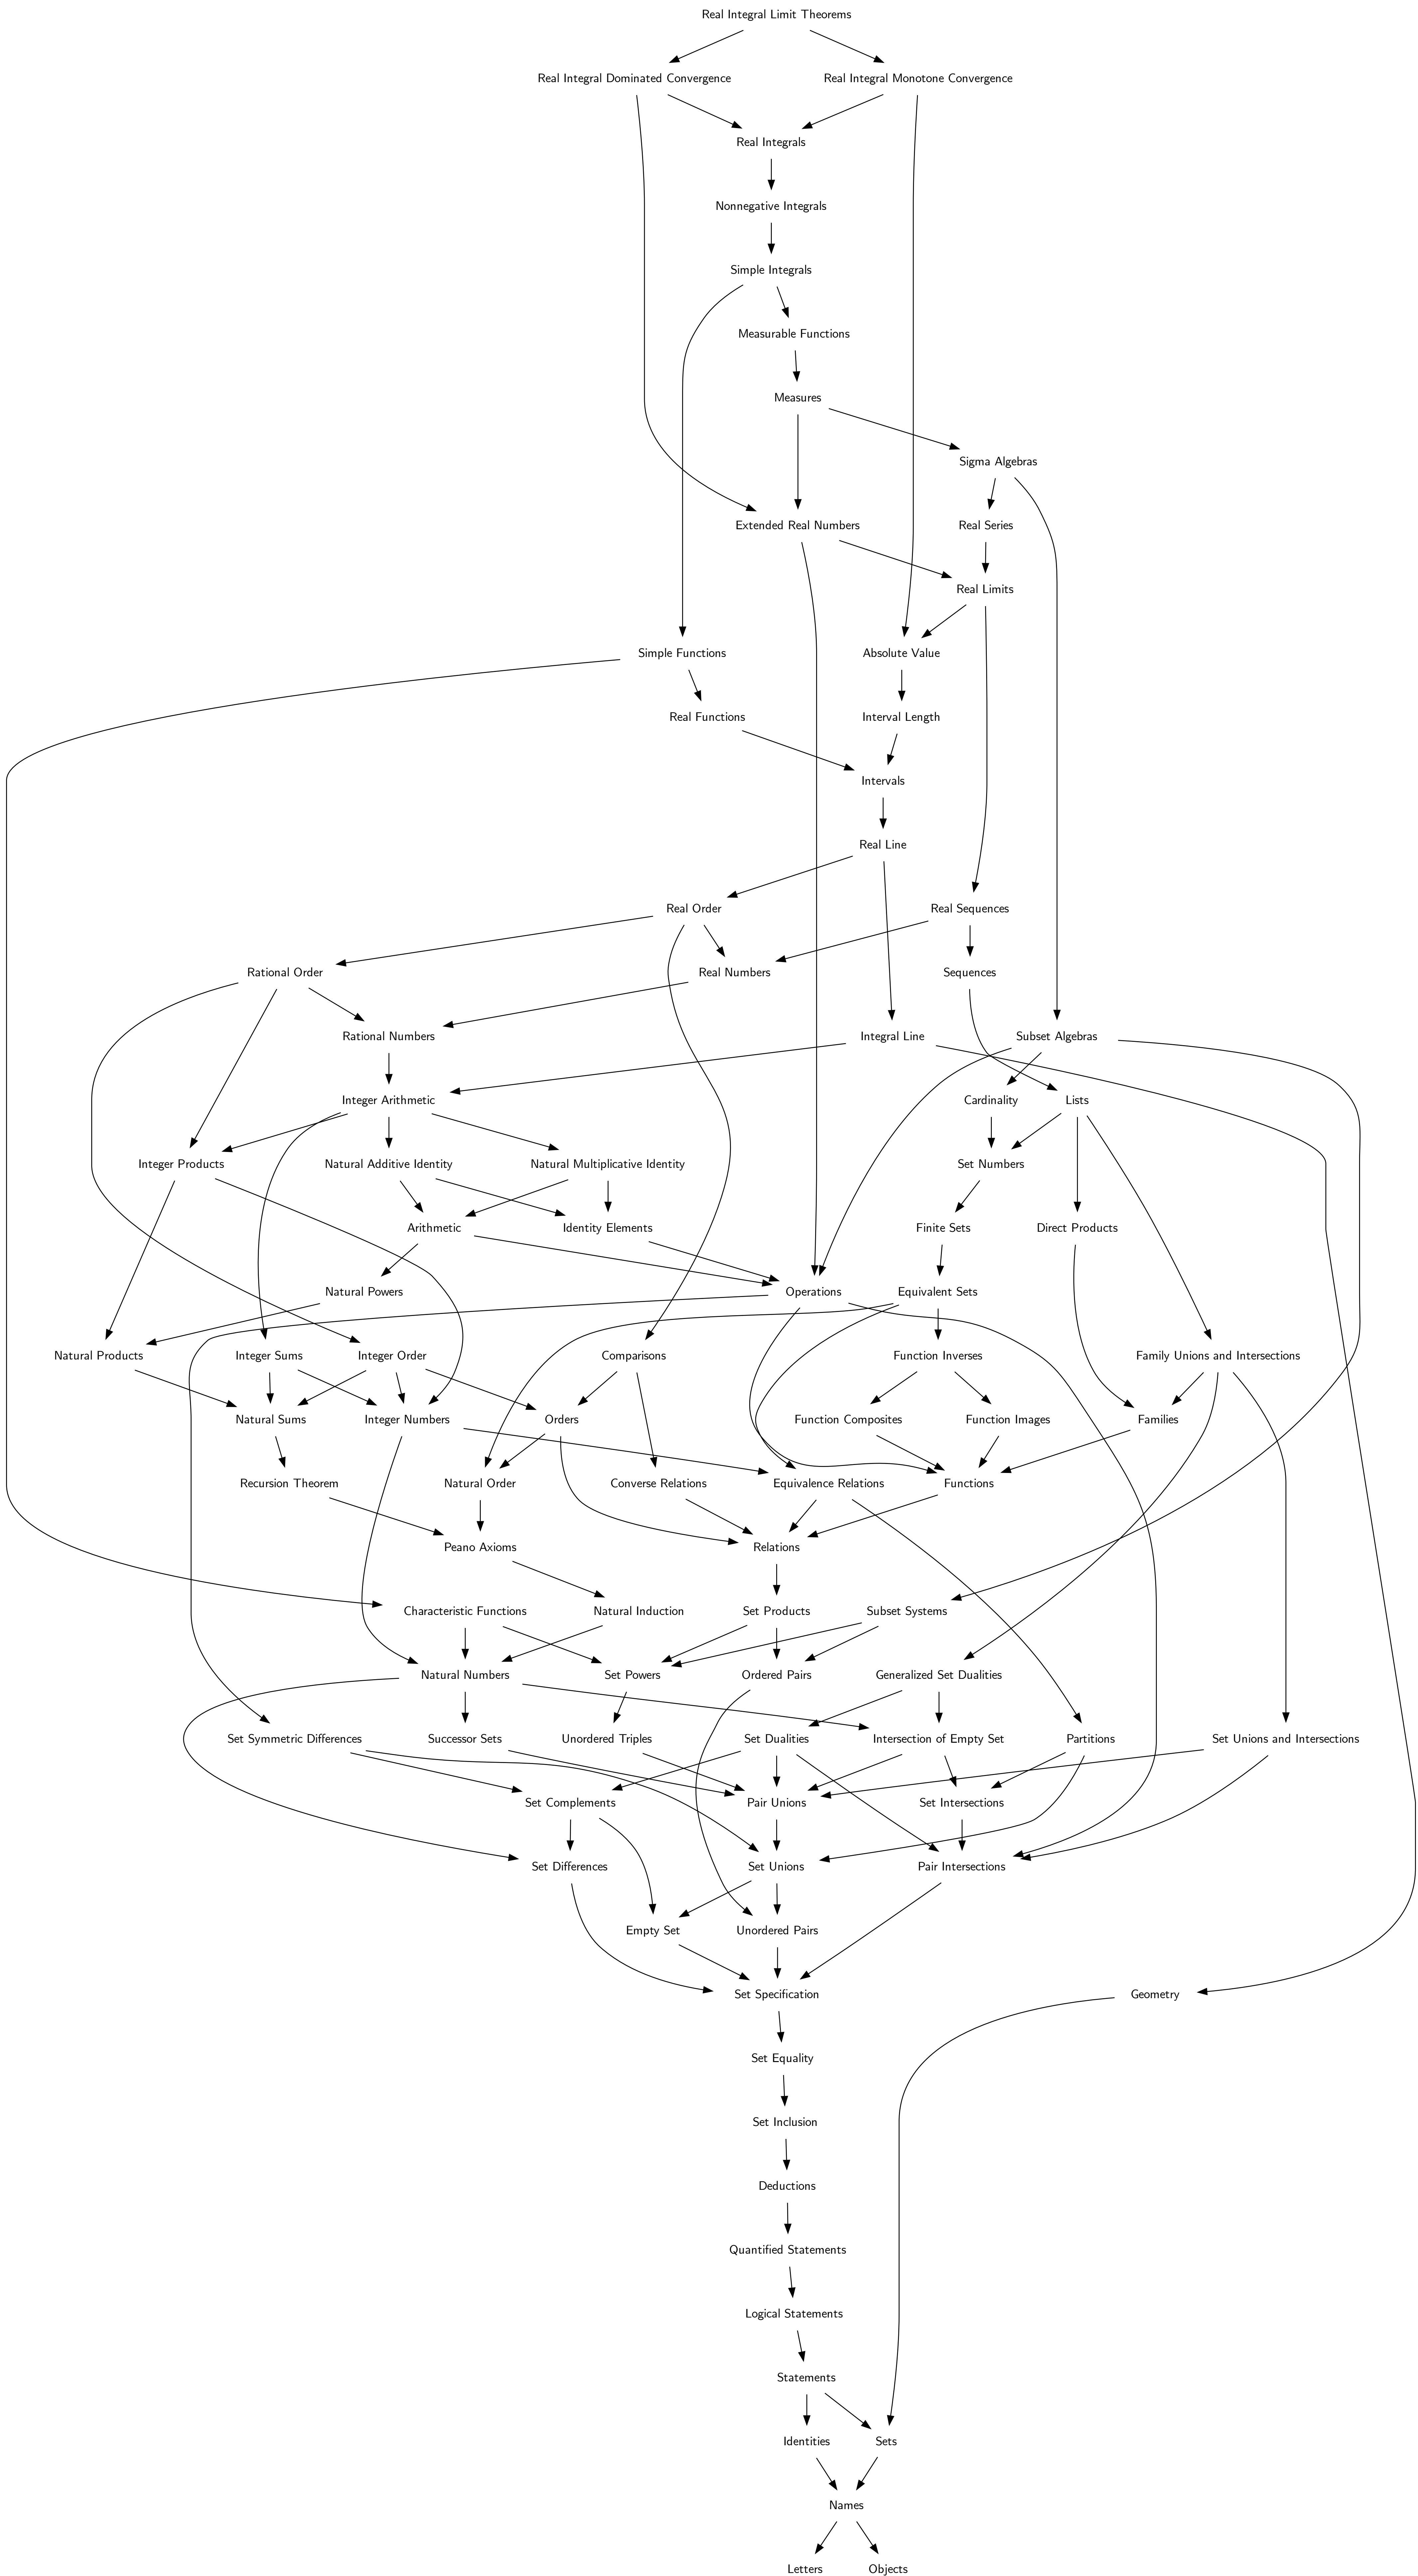 Real Integral Limit Theorems
Real Integral Dominated Convergence
Real Integral Monotone Convergence
Real Integrals
Nonnegative Integrals
Simple Integrals
Measurable Functions
Measures
Sigma Algebras
Extended Real Numbers
Real Series
Real Limits
Simple Functions
Absolute Value
Real Functions
Interval Length
Intervals
Real Line
Real Order
Real Sequences
Rational Order
Real Numbers
Sequences
Rational Numbers
Integral Line
Subset Algebras
Integer Arithmetic
Cardinality
Lists
Integer Products
Natural Additive Identity
Natural Multiplicative Identity
Set Numbers
Arithmetic
Identity Elements
Finite Sets
Direct Products
Natural Powers
Operations
Equivalent Sets
Natural Products
Integer Sums
Integer Order
Comparisons
Function Inverses
Family Unions and Intersections
Natural Sums
Integer Numbers
Orders
Function Composites
Function Images
Families
Recursion Theorem
Natural Order
Converse Relations
Equivalence Relations
Functions
Peano Axioms
Relations
Characteristic Functions
Natural Induction
Set Products
Subset Systems
Natural Numbers
Set Powers
Ordered Pairs
Generalized Set Dualities
Set Symmetric Differences
Successor Sets
Unordered Triples
Set Dualities
Intersection of Empty Set
Partitions
Set Unions and Intersections
Set Complements
Pair Unions
Set Intersections
Set Differences
Set Unions
Pair Intersections
Empty Set
Unordered Pairs
Set Specification
Geometry
Set Equality
Set Inclusion
Deductions
Quantified Statements
Logical Statements
Statements
Identities
Sets
Names
Letters
Objects